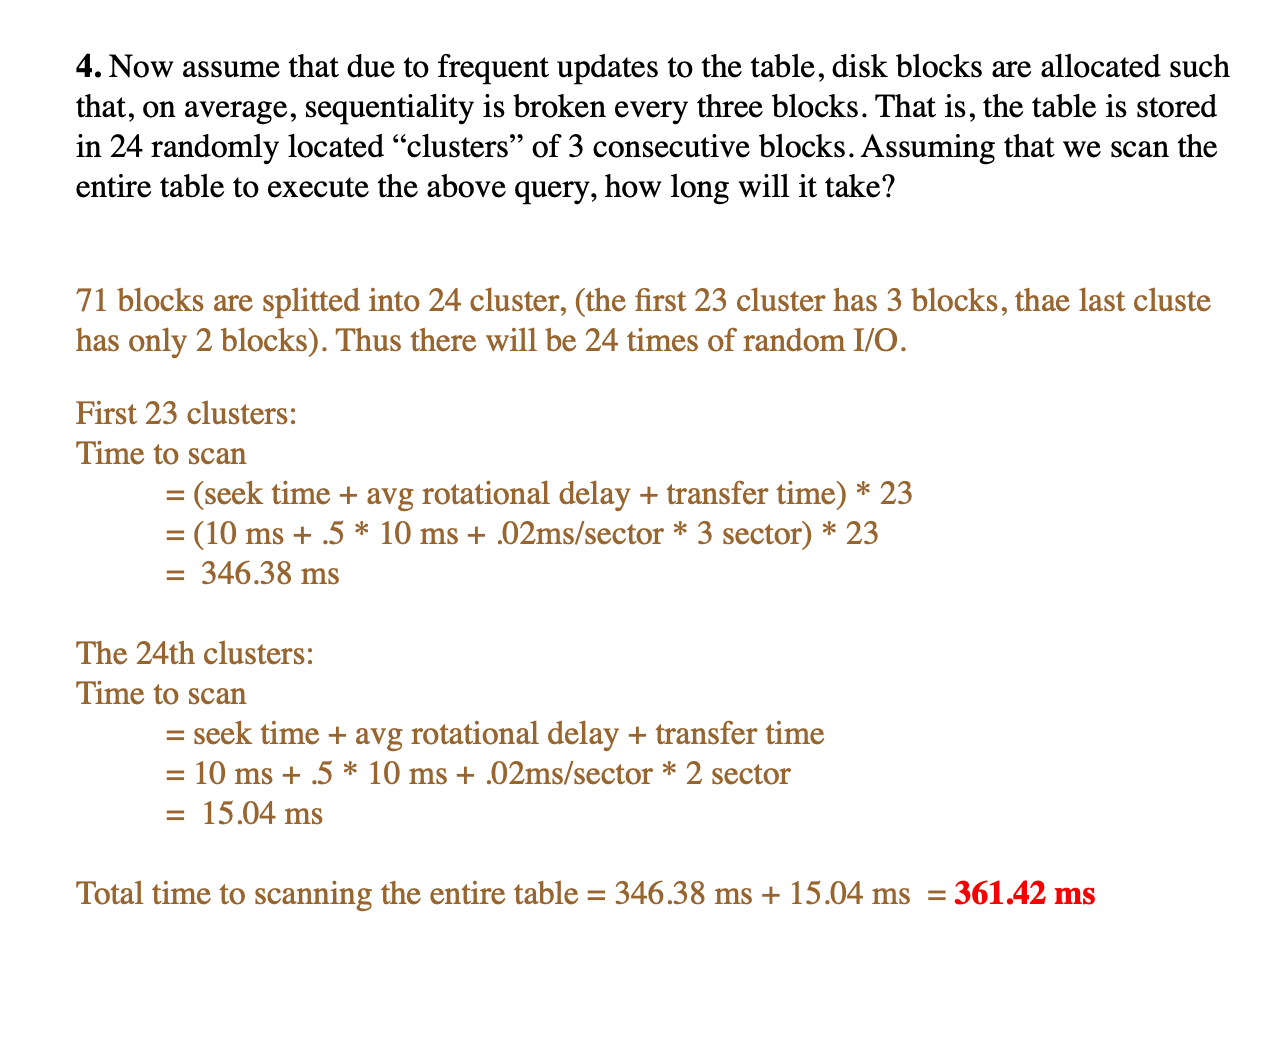 4. Now assume that due to frequent updates to the table, disk blocks are allocated such
that, on average, sequentiality is broken every three blocks. That is, the table is stored
in 24 randomly located “clusters” of 3 consecutive blocks. Assuming that we scan the
entire table to execute the above query, how long will it take?
71 blocks are splitted into 24 cluster, (the first 23 cluster has 3 blocks, thae last cluste
has only 2 blocks). Thus there will be 24 times of random I/O.
First 23 clusters:
Time to scan
= (seek time + avg rotational delay + transfer time) * 23
= (10 ms + .5 * 10 ms + .02ms/sector * 3 sector) * 23
= 346.38 ms
The 24th clusters:
Time to scan
= seek time + avg rotational delay + transfer time
= 10 ms + .5 * 10 ms + .02ms/sector * 2 sector
= 15.04 ms
Total time to scanning the entire table = 346.38 ms + 15.04 ms = 361.42 ms